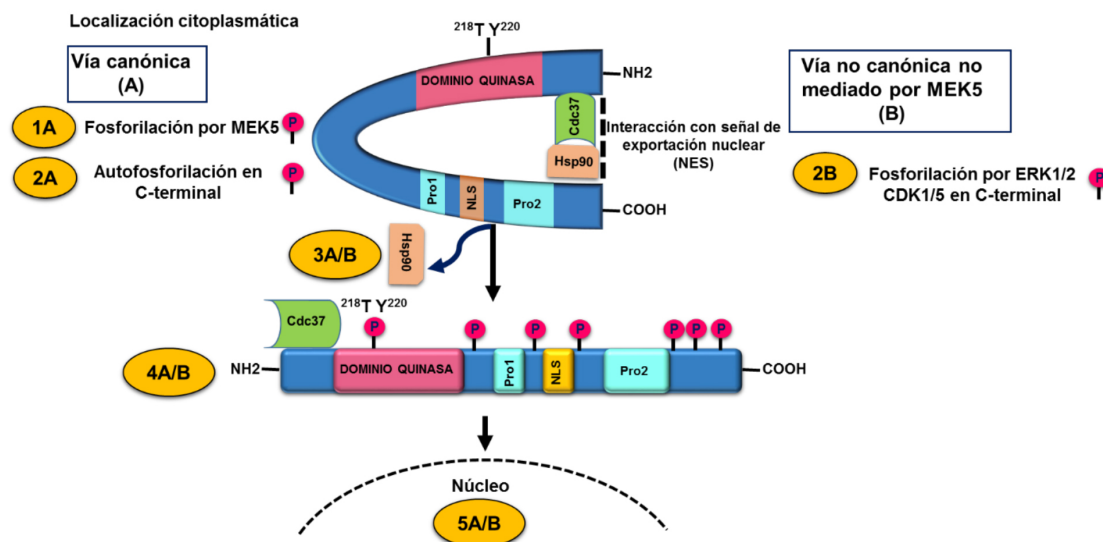 Localización citoplasmática
Vía canónica
(A)
1A
Fosforilación por MEK5
P
2A
Autofosforilación en
C-terminal
P
218T Y220
DOMINIO QUINASA
NH2
Cdc37
Hsp90
Interacción con señal de
exportación nuclear
(NES)
Pro1
NLS
Pro2
COOH
Vía no canónica no
mediado por MEK5
(B)
2B
Fosforilación por ERK1/2
CDK1/5 en C-terminal
P
3A/B
Hsp90
Cdc37
218T Y220
P
P
P
P
P
P
P
4A/B
NH2
DOMINIO QUINASA
Pro1
NLS
Pro2
COOH
Núcleo
5A/B